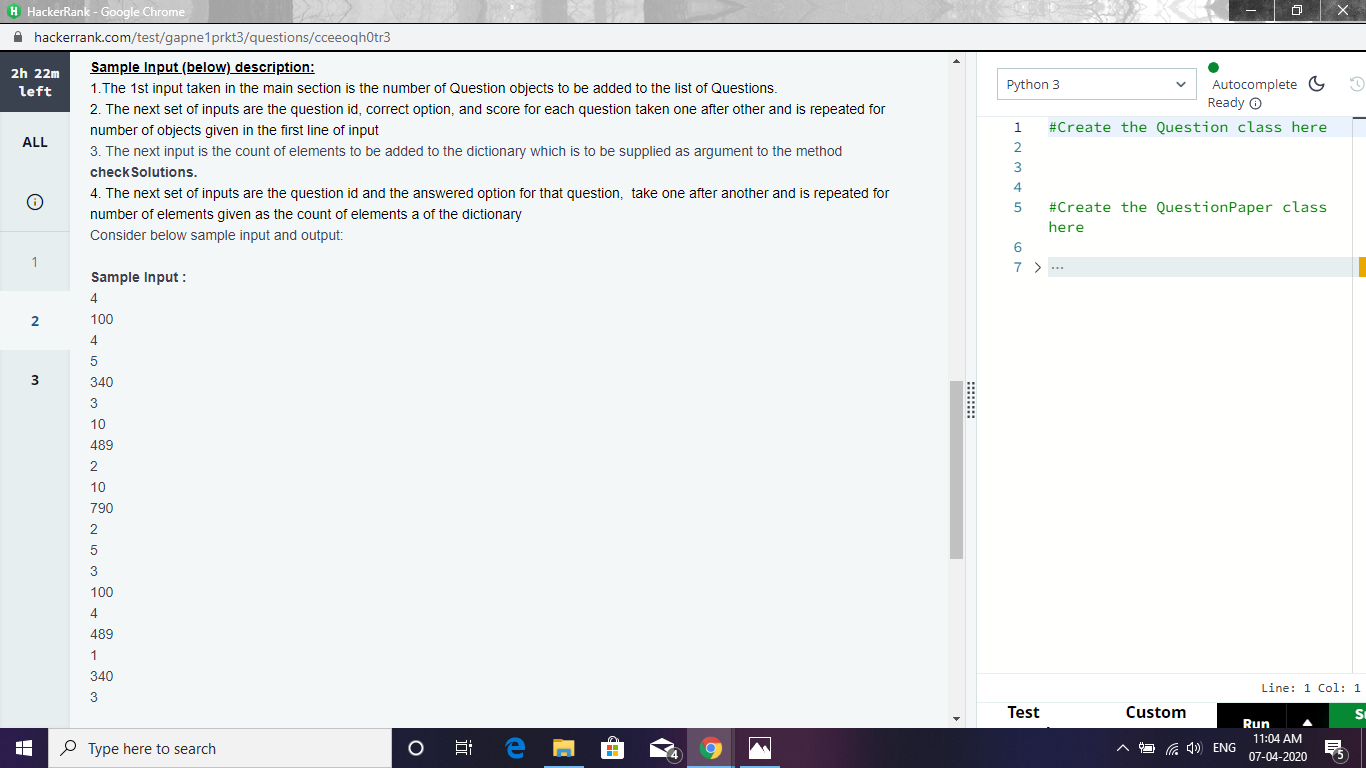 HackerRank - Google Chrome
hackerrank.com/test/gapne1prkt3/questions/cceeoqh0tr3
2h 22m
left
ALL
1
2
3
Sample Input (below) description:
1.The 1st input taken in the main section is the number of Question objects to be added to the list of Questions.
2. The next set of inputs are the question id, correct option, and score for each question taken one after other and is repeated for
number of objects given in the first line of input
3. The next input is the count of elements to be added to the dictionary which is to be supplied as argument to the method
checkSolutions.
4. The next set of inputs are the question id and the answered option for that question,  take one after another and is repeated for
number of elements given as the count of elements a of the dictionary
Consider below sample input and output:
Sample Input :
4
100
4
5
340
3
10
489
2
10
790
2
5
3
100
4
489
1
340
3
Python 3
Autocomplete
Ready
1 #Create the Question class here
2
3
4
5 #Create the QuestionPaper class
here
6
7 > ...
Line: 1 Col: 1
Test
Custom
Run
Type here to search
4
ENG
11:04 AM
07-04-2020
5